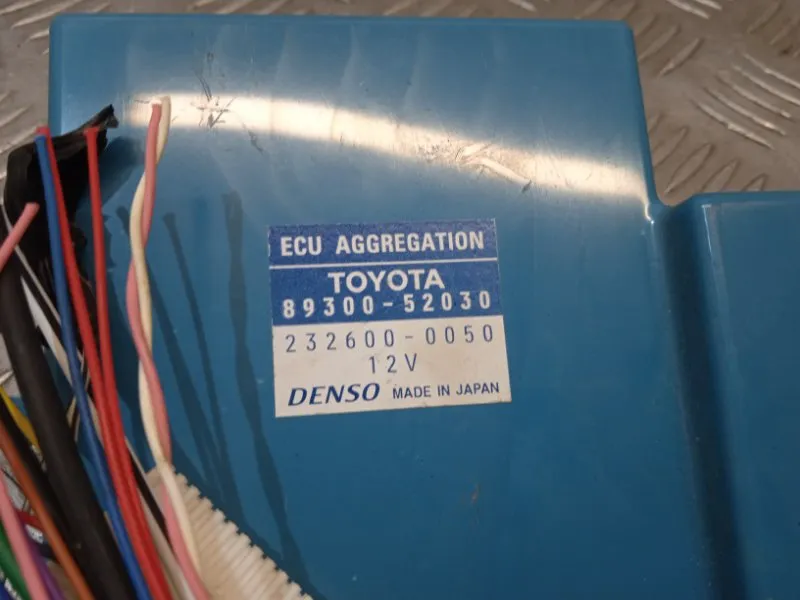 ECU AGGREGATION
TOYOTA
89300-52030
232600-0050
12V
DENSO MADE IN JAPAN